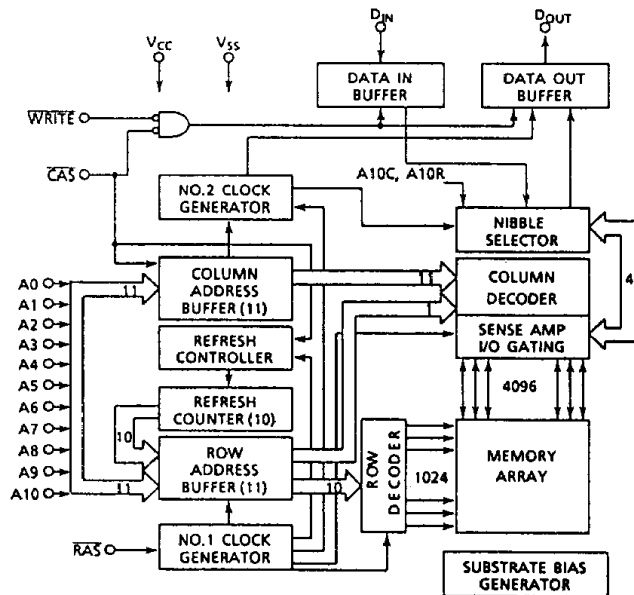 D_IN
D_OUT
V_CC
V_SS
DATA IN
BUFFER
DATA OUT
BUFFER
WRITE
CAS
A10C, A10R
NO.2 CLOCK
GENERATOR
NIBBLE
SELECTOR
4
A0
A1
A2
A3
A4
A5
A6
A7
A8
A9
A10
11
COLUMN
ADDRESS
BUFFER (11)
11
COLUMN
DECODER
REFRESH
CONTROLLER
SENSE AMP
I/O GATING
REFRESH
COUNTER (10)
4096
10
ROW
ADDRESS
BUFFER (11)
11
10
ROW
DECODER
1024
MEMORY
ARRAY
RAS
NO.1 CLOCK
GENERATOR
SUBSTRATE BIAS
GENERATOR